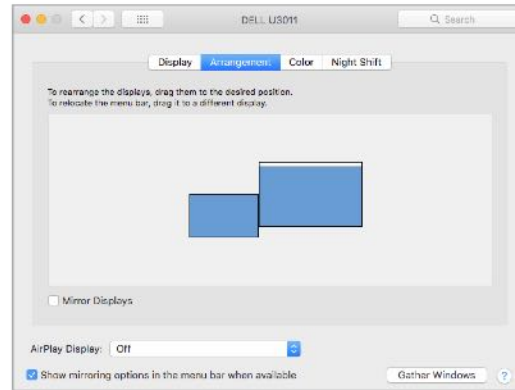 DELL U3011
Search
Display Arrangement Color Night Shift
To rearrange the displays, drag them to the desired position.
To relocate the menu bar, drag it to a different display.
Mirror Displays
AirPlay Display: Off
Show mirroring options in the menu bar when available
Gather Windows ?